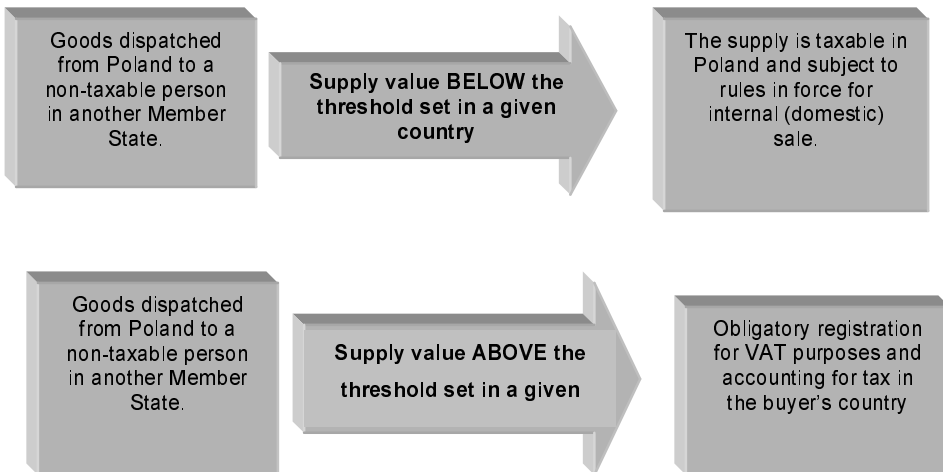 Goods dispatched
from Poland to a
non-taxable person
in another Member
State.
Supply value BELOW the
threshold set in a given
country
The supply is taxable in
Poland and subject to
rules in force for
internal (domestic)
sale.
Goods dispatched
from Poland to a
non-taxable person
in another Member
State.
Supply value ABOVE the
threshold set in a given
Obligatory registration
for VAT purposes and
accounting for tax in
the buyer's country